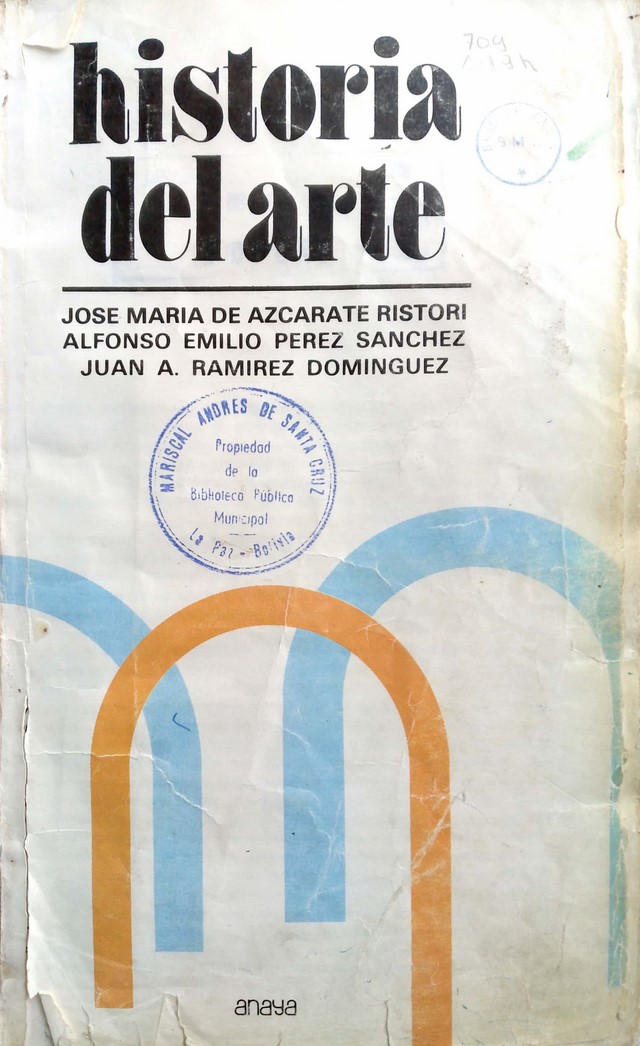 historia
del arte
709
JOSE MARIA DE AZCARATE RISTORI
ALFONSO EMILIO PEREZ SANCHEZ
JUAN A. RAMIREZ DOMINGUEZ
MARISCAL ANDRES DE SANTA CRUZ
Propiedad
de la
Biblioteca Pública
Municipal
La Paz - Bolivia
anaya